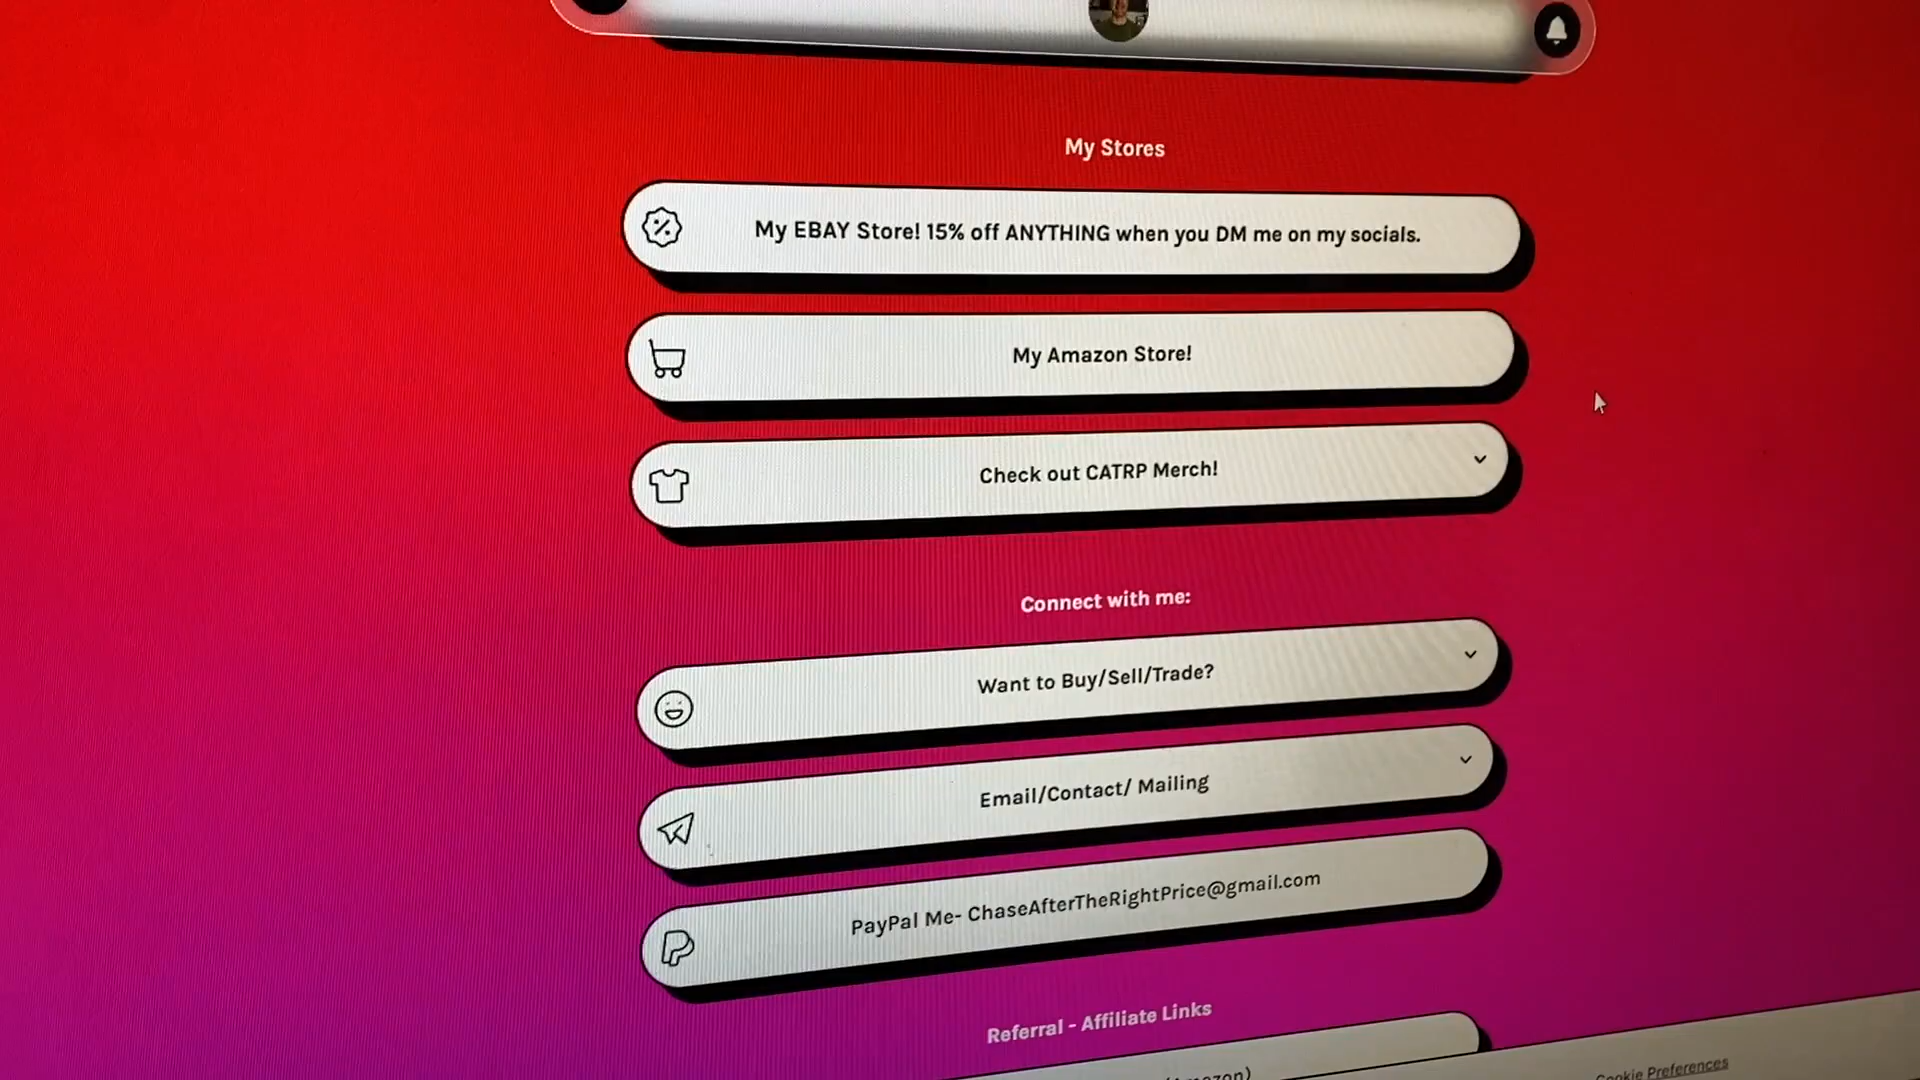 My Stores
My EBAY Store! 15% off ANYTHING when you DM me on my socials.
My Amazon Store!
Check out CATRP Merch!
Connect with me:
Want to Buy/Sell/Trade?
Email/Contact/ Mailing
PayPal Me- ChaseAfterTheRightPrice@gmail.com
Referral - Affiliate Links
(Amazon)
Cookie Preferences